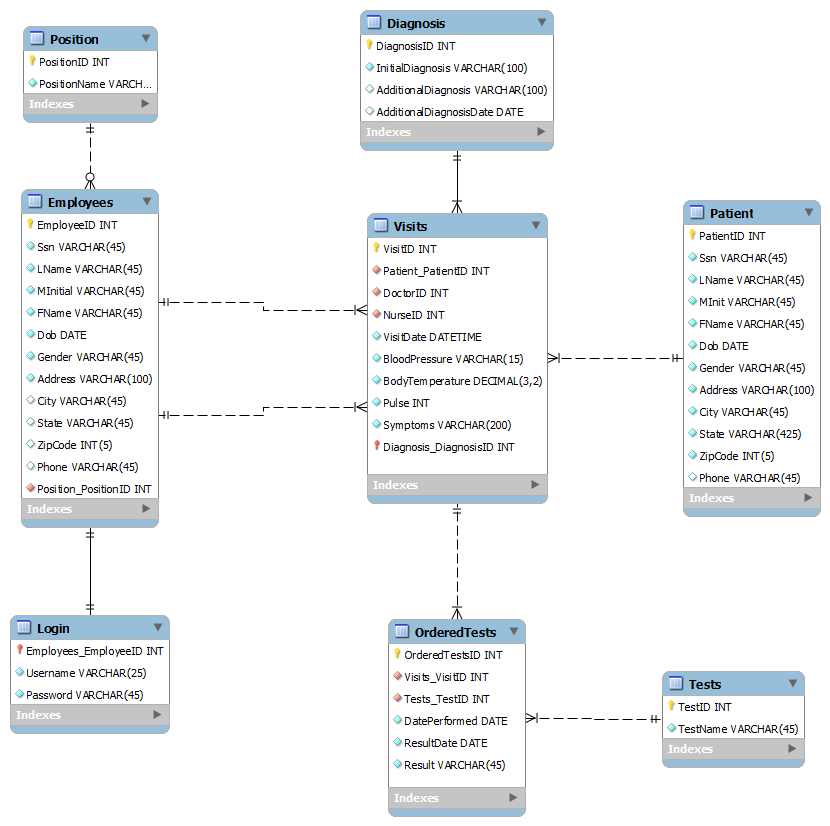 Position
PositionID INT
PositionName VARCH...
Indexes
Diagnosis
DiagnosisID INT
InitialDiagnosis VARCHAR(100)
AdditionalDiagnosis VARCHAR(100)
AdditionalDiagnosisDate DATE
Indexes
Employees
EmployeeID INT
Ssn VARCHAR(45)
LName VARCHAR(45)
MInitial VARCHAR(45)
FName VARCHAR(45)
Dob DATE
Gender VARCHAR(45)
Address VARCHAR(100)
City VARCHAR(45)
State VARCHAR(45)
ZipCode INT(5)
Phone VARCHAR(45)
Position_PositionID INT
Indexes
Visits
VisitID INT
Patient_PatientID INT
DoctorID INT
NurseID INT
VisitDate DATETIME
BloodPressure VARCHAR(15)
BodyTemperature DECIMAL(3,2)
Pulse INT
Symptoms VARCHAR(200)
Diagnosis_DiagnosisID INT
Indexes
Patient
PatientID INT
Ssn VARCHAR(45)
LName VARCHAR(45)
MInit VARCHAR(45)
FName VARCHAR(45)
Dob DATE
Gender VARCHAR(45)
Address VARCHAR(100)
City VARCHAR(45)
State VARCHAR(425)
ZipCode INT(5)
Phone VARCHAR(45)
Indexes
Login
Employees_EmployeeID INT
Username VARCHAR(25)
Password VARCHAR(45)
Indexes
OrderedTests
OrderedTestsID INT
Visits_VisitID INT
Tests_TestID INT
DatePerformed DATE
ResultDate DATE
Result VARCHAR(45)
Indexes
Tests
TestID INT
TestName VARCHAR(45)
Indexes